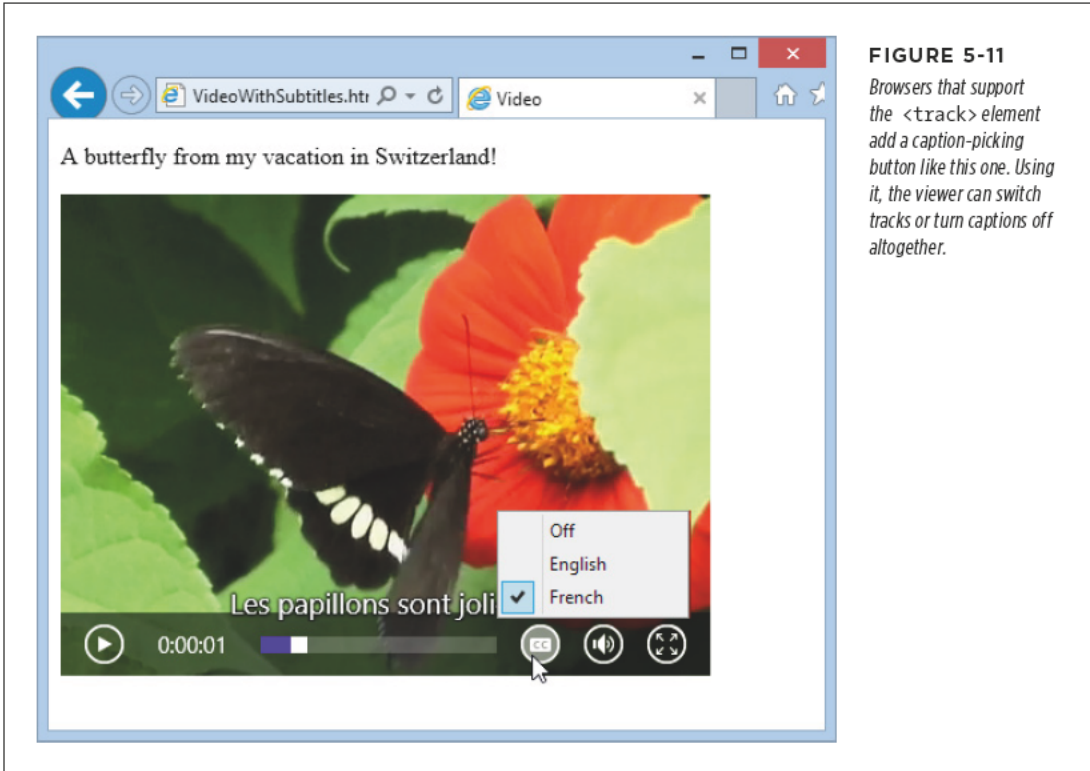 VideoWithSubtitles.htr
Video
A butterfly from my vacation in Switzerland!
Off
English
French
Les papillons sont joli
0:00:01
CC
FIGURE 5-11
Browsers that support
the <track> element
add a caption-picking
button like this one. Using
it, the viewer can switch
tracks or turn captions off
altogether.